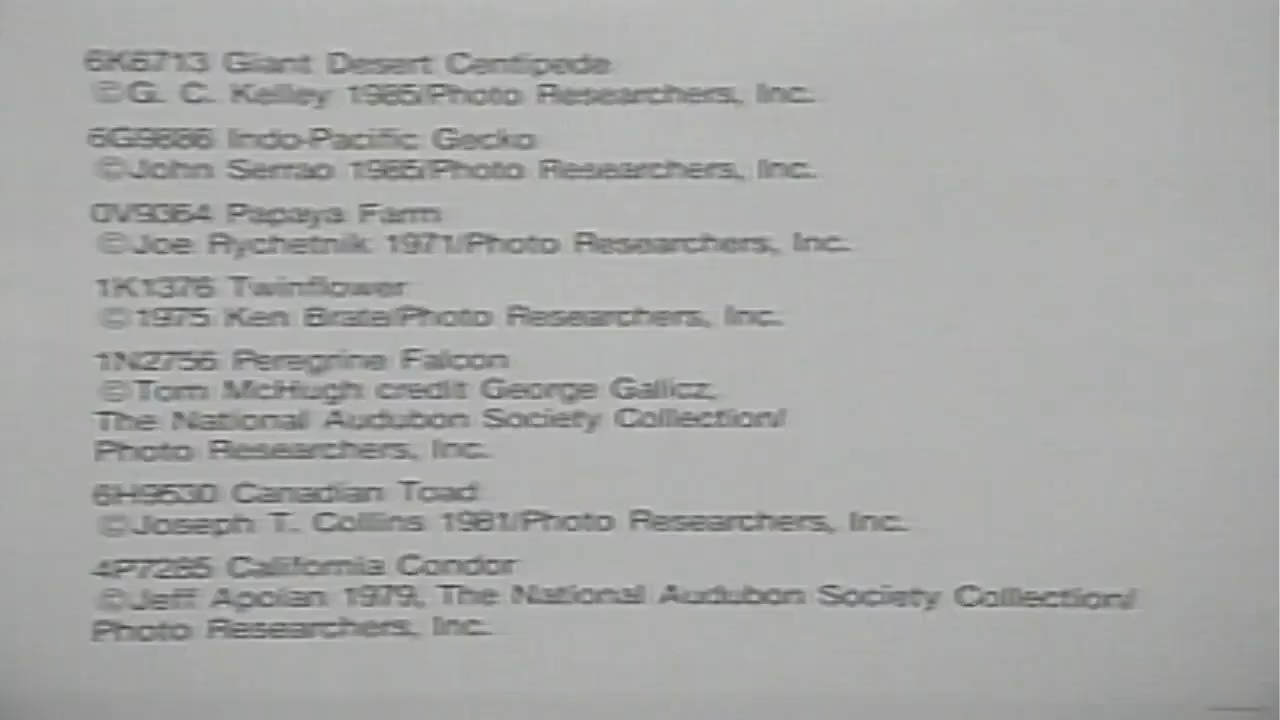 6K6713 Giant Desert Centipede
©G. C. Kelley 1985/Photo Researchers, Inc.
6G9886 Indo-Pacific Gecko
©John Serrao 1985/Photo Researchers, Inc.
0V9364 Papaya Farm
©Joe Rychetnik 1971/Photo Researchers, Inc.
1K1376 Twinflower
©1975 Ken Brate/Photo Researchers, Inc.
1N2756 Peregrine Falcon
©Tom McHugh credit George Galicz,
The National Audubon Society Collection/
Photo Researchers, Inc.
6H9530 Canadian Toad
©Joseph T. Collins 1981/Photo Researchers, Inc.
4P7285 California Condor
©Jeff Apoian 1979, The National Audubon Society Collection/
Photo Researchers, Inc.